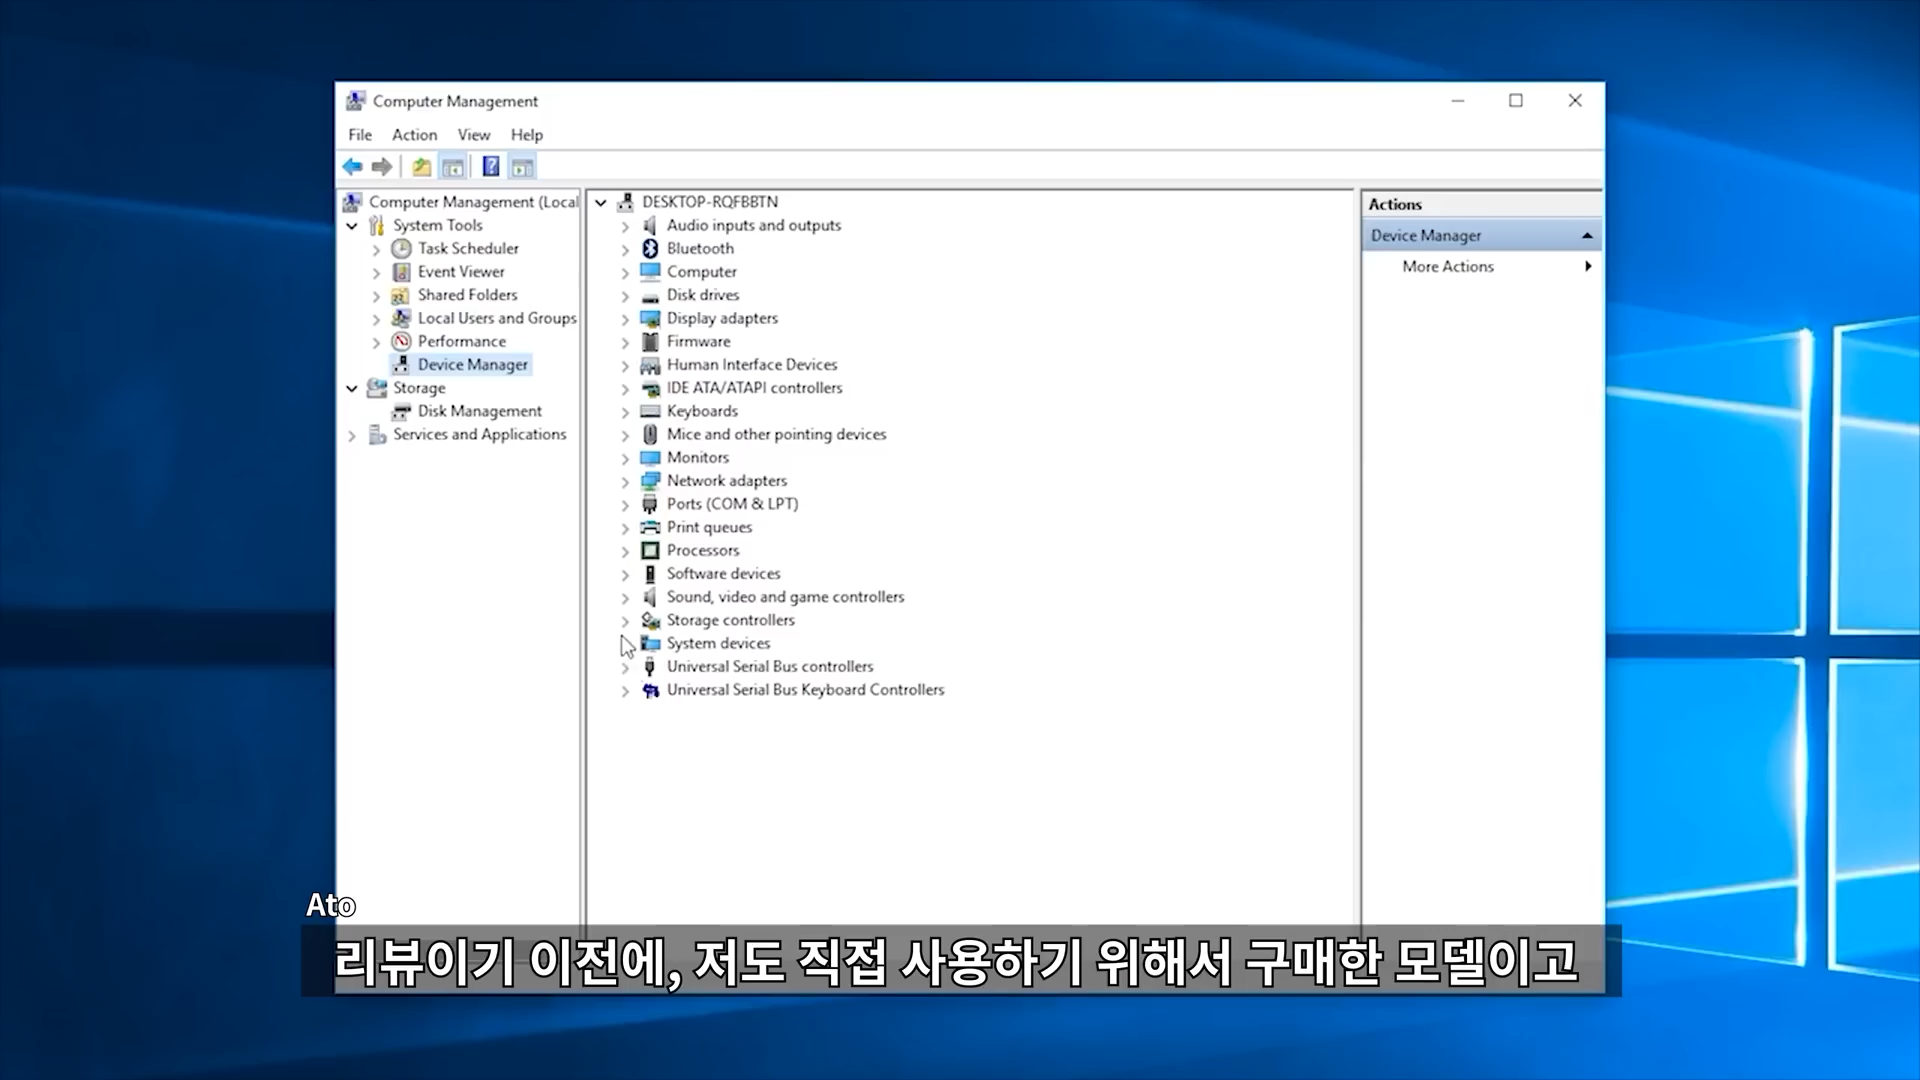 Computer Management
File Action View Help
Computer Management (Local
System Tools
Task Scheduler
Event Viewer
Shared Folders
Local Users and Groups
Performance
Device Manager
Storage
Disk Management
Services and Applications
DESKTOP-RQFBBTN
Audio inputs and outputs
Bluetooth
Computer
Disk drives
Display adapters
Firmware
Human Interface Devices
IDE ATA/ATAPI controllers
Keyboards
Mice and other pointing devices
Monitors
Network adapters
Ports (COM & LPT)
Print queues
Processors
Software devices
Sound, video and game controllers
Storage controllers
System devices
Universal Serial Bus controllers
Universal Serial Bus Keyboard Controllers
Actions
Device Manager
More Actions
Ato
리뷰이기 이전에, 저도 직접 사용하기 위해서 구매한 모델이고